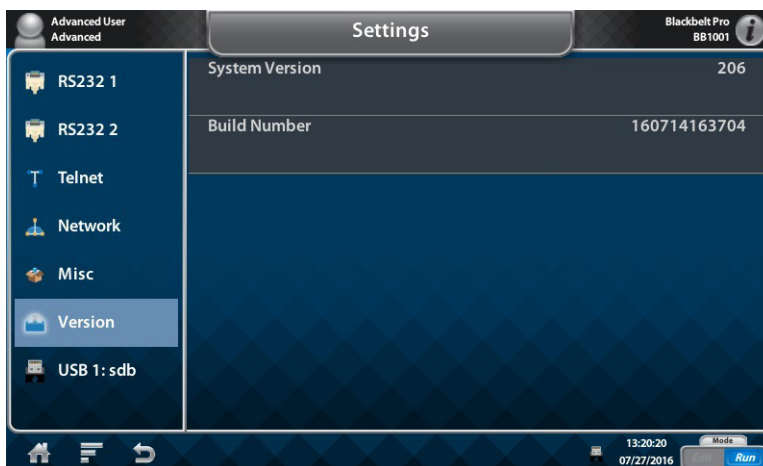 Advanced User
Advanced
Settings
Blackbelt Pro
BB1001
RS232 1
RS232 2
Telnet
Network
Misc
Version
USB 1: sdb
System Version 206
Build Number 160714163704
13:20:20
07/27/2016
Mode
Edit Run